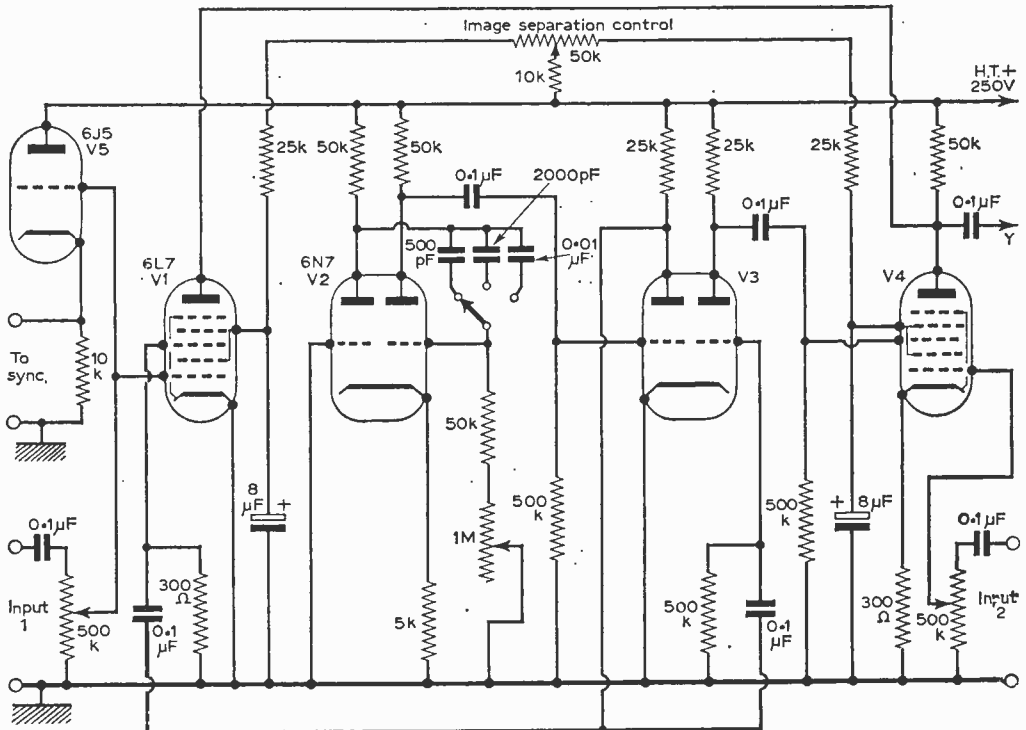 Image separation control
50k
10k
H.T.+
250V
6J5
V5
25k
50k
50k
25k
25k
25k
50k
0·1µF
2000pF
0·1µF
0·1µF
Y
500
pF
0·01
µF
6L7
V1
6N7
V2
V3
V4
To
sync.
10
k
50k
8
µF
+
500
k
500
k
+
8µF
0·1µF
0·1µF
1M
300
Ω
Input
1
500
k
0·1
µF
5k
500
k
0·1
µF
300
Ω
500
k
Input
2